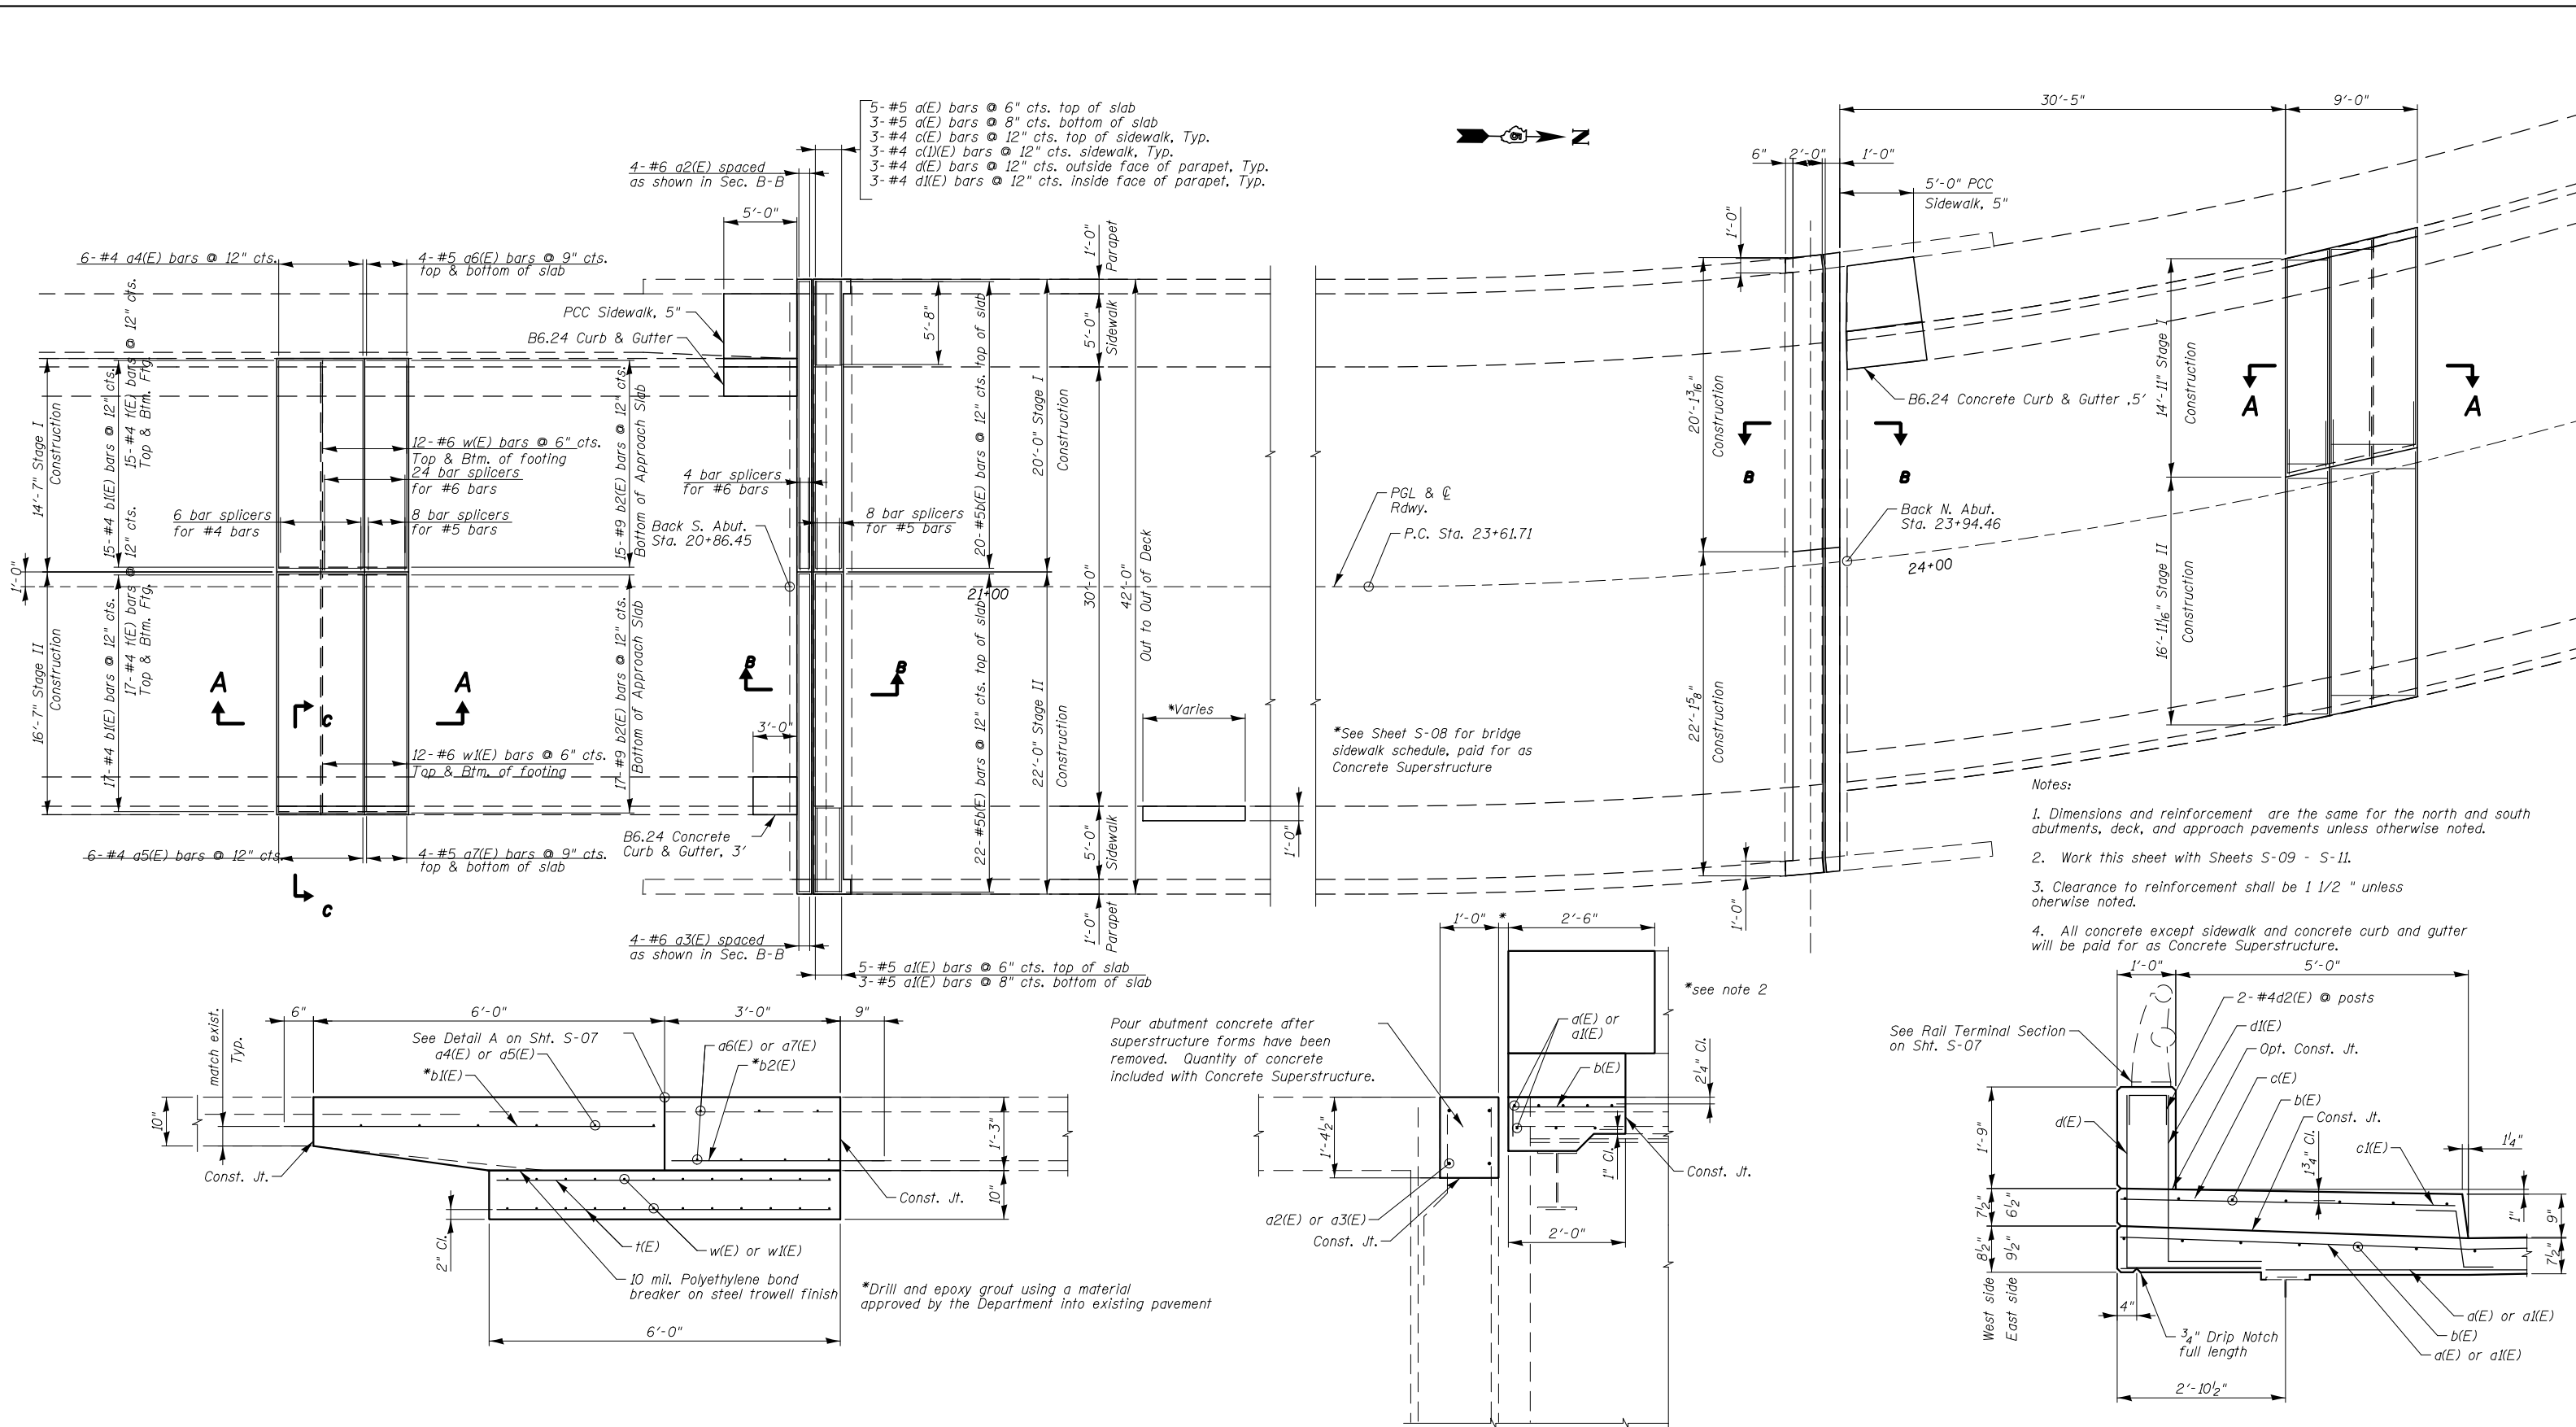 5-#5 a(E) bars @ 6" cts. top of slab
3-#5 a(E) bars @ 8" cts. bottom of slab
3-#4 c(E) bars @ 12" cts. top of sidewalk, Typ.
3-#4 c(1)(E) bars @ 12" cts. sidewalk, Typ.
3-#4 d(E) bars @ 12" cts. outside face of parapet, Typ.
3-#4 d1(E) bars @ 12" cts. inside face of parapet, Typ.
4-#6 a2(E) spaced
as shown in Sec. B-B
5'-0"
6-#4 a4(E) bars @ 12" cts.
4-#5 a6(E) bars @ 9" cts.
top & bottom of slab
PCC Sidewalk, 5"
B6.24 Curb & Gutter
14'-7" Stage I
Construction
15-#4 b1(E) bars @ 12" cts.
15-#4 t(E) bars @ 12" cts.
Top & Btm. Ftg.
12-#6 w(E) bars @ 6" cts.
Top & Btm. of footing
24 bar splicers
for #6 bars
6 bar splicers
for #4 bars
8 bar splicers
for #5 bars
15-#9 b2(E) bars @ 12" cts.
Bottom of Approach Slab
4 bar splicers
for #6 bars
Back S. Abut.
Sta. 20+86.45
8 bar splicers
for #5 bars
1'-0"
16'-7" Stage II
Construction
17-#4 b1(E) bars @ 12" cts.
17-#4 t(E) bars @ 12" cts.
Top & Btm. Ftg.
A
A
c
c
12-#6 w1(E) bars @ 6" cts.
Top & Btm. of footing
17-#9 b2(E) bars @ 12" cts.
Bottom of Approach Slab
6-#4 a5(E) bars @ 12" cts.
4-#5 a7(E) bars @ 9" cts.
top & bottom of slab
B
B
3'-0"
B6.24 Concrete
Curb & Gutter, 3'
4-#6 a3(E) spaced
as shown in Sec. B-B
5-#5 a1(E) bars @ 6" cts. top of slab
3-#5 a1(E) bars @ 8" cts. bottom of slab
5'-8"
20-#5b(E) bars @ 12" cts. top of slab
22-#5b(E) bars @ 12" cts. top of slab
20'-0" Stage I
Construction
22'-0" Stage II
Construction
21+00
1'-0"
Parapet
5'-0"
Sidewalk
30'-0"
42'-0"
Out to Out of Deck
5'-0"
Sidewalk
1'-0"
Parapet
*Varies
1'-0"
*See Sheet S-08 for bridge
sidewalk schedule, paid for as
Concrete Superstructure
PGL & ℄
Rdwy.
P.C. Sta. 23+61.71
N
30'-5"
9'-0"
6"
2'-0"
1'-0"
5'-0" PCC
Sidewalk, 5"
1'-0"
20'-1 3/16"
Construction
22'-1 5/8"
Construction
1'-0"
B
B
B6.24 Concrete Curb & Gutter ,5'
Back N. Abut.
Sta. 23+94.46
24+00
14'-11" Stage I
Construction
16'-11 1/16" Stage II
Construction
A
A
Notes:
1. Dimensions and reinforcement are the same for the north and south
abutments, deck, and approach pavements unless otherwise noted.
2. Work this sheet with Sheets S-09 - S-11.
3. Clearance to reinforcement shall be 1 1/2 " unless
oherwise noted.
4. All concrete except sidewalk and concrete curb and gutter
will be paid for as Concrete Superstructure.
match exist.
Typ.
6"
6'-0"
3'-0"
9"
See Detail A on Sht. S-07
a4(E) or a5(E)
*b1(E)
a6(E) or a7(E)
*b2(E)
10"
Const. Jt.
1'-3"
10"
Const. Jt.
2" Cl.
t(E)
w(E) or w1(E)
10 mil. Polyethylene bond
breaker on steel trowell finish
6'-0"
*Drill and epoxy grout using a material
approved by the Department into existing pavement
Pour abutment concrete after
superstructure forms have been
removed. Quantity of concrete
included with Concrete Superstructure.
1'-0"
*
2'-6"
*see note 2
a(E) or
a1(E)
b(E)
2 1/4" Cl.
1'-4 1/2"
1" Cl.
Const. Jt.
a2(E) or a3(E)
Const. Jt.
2'-0"
1'-0"
5'-0"
2-#4d2(E) @ posts
See Rail Terminal Section
on Sht. S-07
d1(E)
Opt. Const. Jt.
c(E)
b(E)
Const. Jt.
d(E)
1'-9"
1 3/4" Cl.
c1(E)
1 1/4"
7 1/2"
6 1/2"
1"
9"
8 1/2"
9 1/2"
7 1/2"
West side
East side
4"
3/4" Drip Notch
full length
a(E) or a1(E)
b(E)
a(E) or a1(E)
2'-10 1/2"